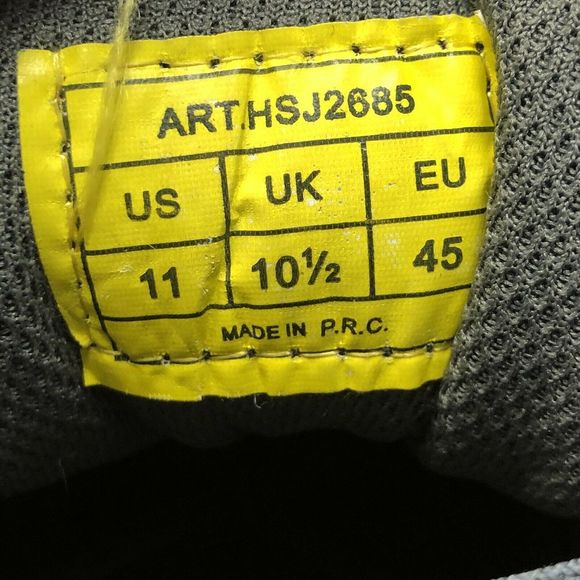 ART.HSJ2685
US UK EU
11 10½ 45
MADE IN P.R.C.